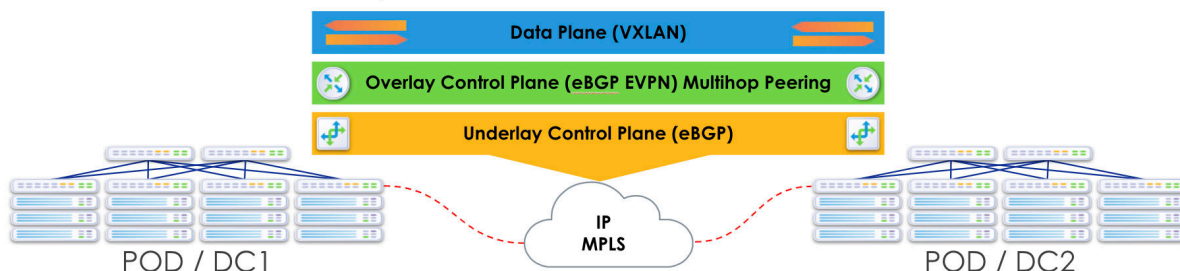 Data Plane (VXLAN)
Overlay Control Plane (eBGP EVPN) Multihop Peering
Underlay Control Plane (eBGP)
IP
MPLS
POD / DC1
POD / DC2